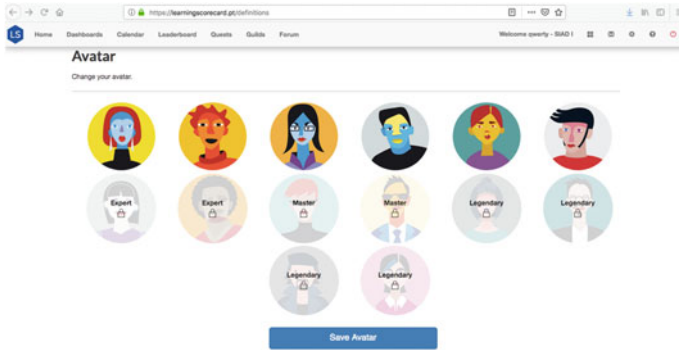 https://learningscorecard.pt/definitions
LS Home Dashboards Calendar Leaderboard Quests Guilds Forum Welcome qwerty - SIAD I
Avatar
Change your avatar.
Expert Expert Master Master Legendary Legendary
Legendary Legendary
Save Avatar